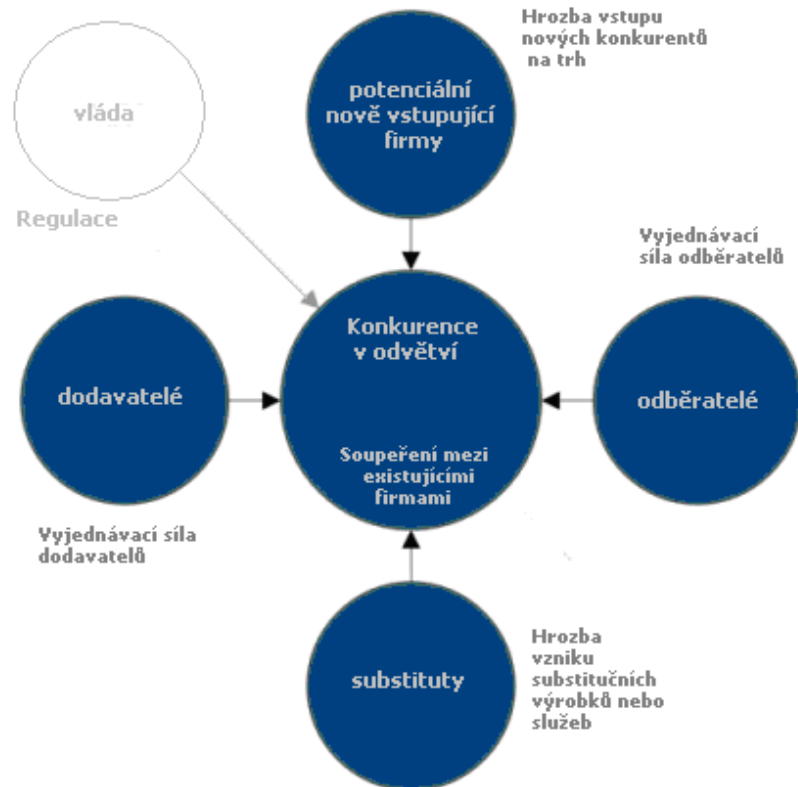 Hrozba vstupu
nových konkurentů
na trh
vláda
potenciální
nově vstupující
firmy
Regulace
Vyjednávací
síla odběratelů
Konkurence
v odvětví
dodavatelé
odběratelé
Soupeření mezi
existujícími
firmami
Vyjednávací síla
dodavatelů
Hrozba
vzniku
substitučních
výrobků nebo
služeb
substituty